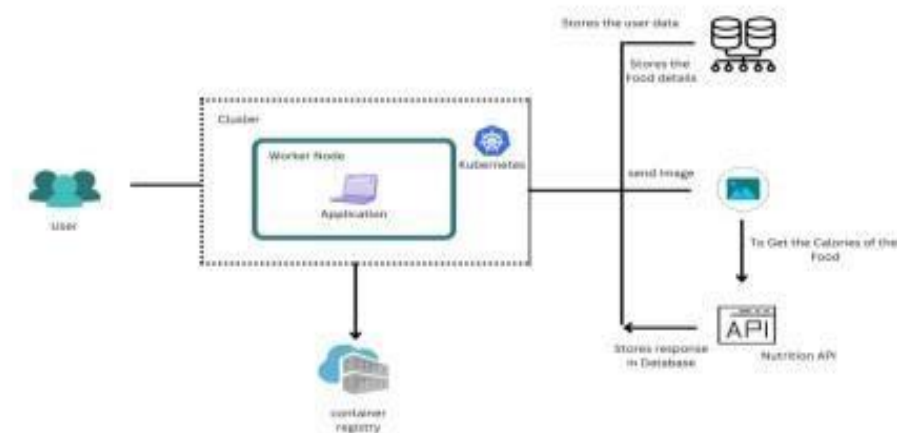 Stores the user data
Stores the
Food details
Cluster
Worker Node
Kubernetes
Application
User
send Image
To Get the Calories of the
Food
API
Stores response
in Database
Nutrition API
container
registry